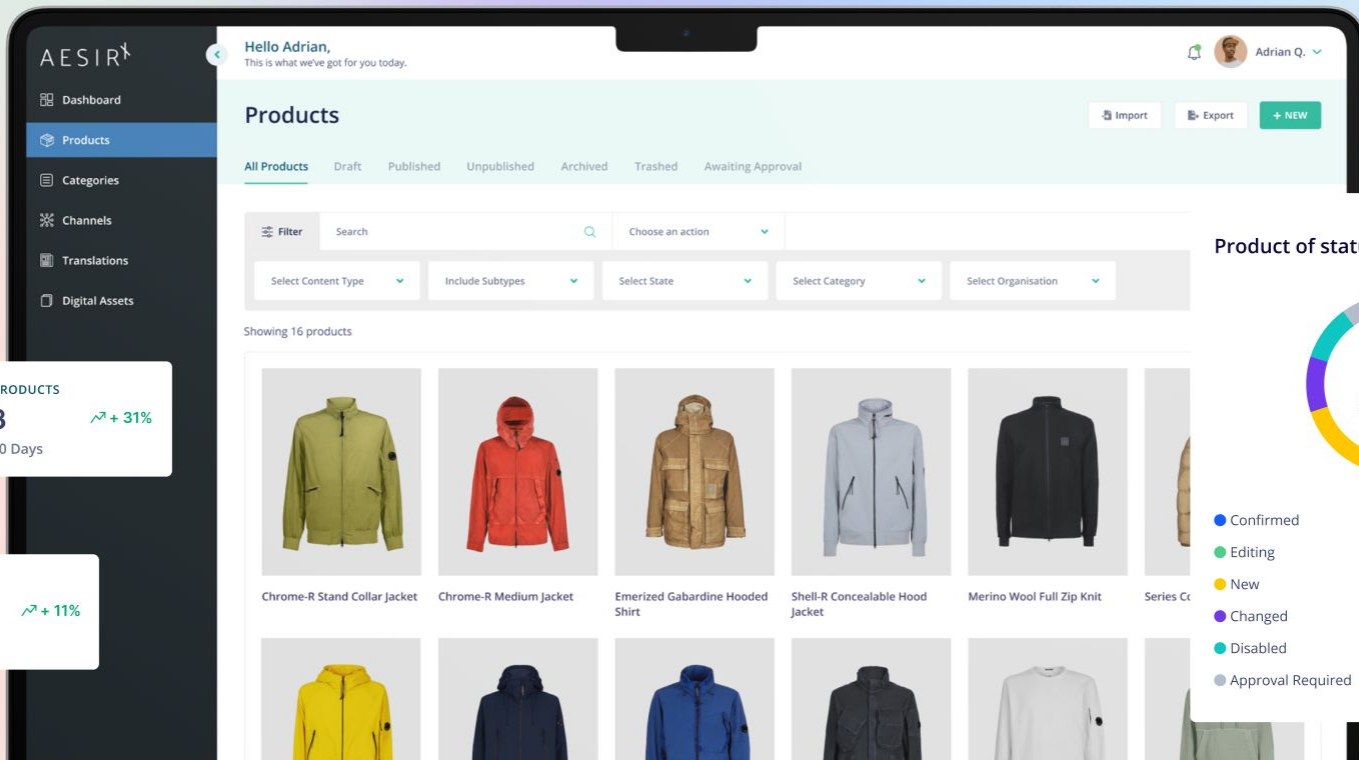 AESIRX
Hello Adrian,
This is what we've got for you today.
Adrian Q.
Dashboard
Products
Categories
Channels
Translations
Digital Assets
Products
Import
Export
+ NEW
All Products
Draft
Published
Unpublished
Archived
Trashed
Awaiting Approval
Filter
Search
Choose an action
Select Content Type
Include Subtypes
Select State
Select Category
Select Organisation
Showing 16 products
RODUCTS
+ 31%
0 Days
+ 11%
Chrome-R Stand Collar Jacket
Chrome-R Medium Jacket
Emerized Gabardine Hooded
Shirt
Shell-R Concealable Hood
Jacket
Merino Wool Full Zip Knit
Series
Product of
Confirmed
Editing
New
Changed
Disabled
Approval Required